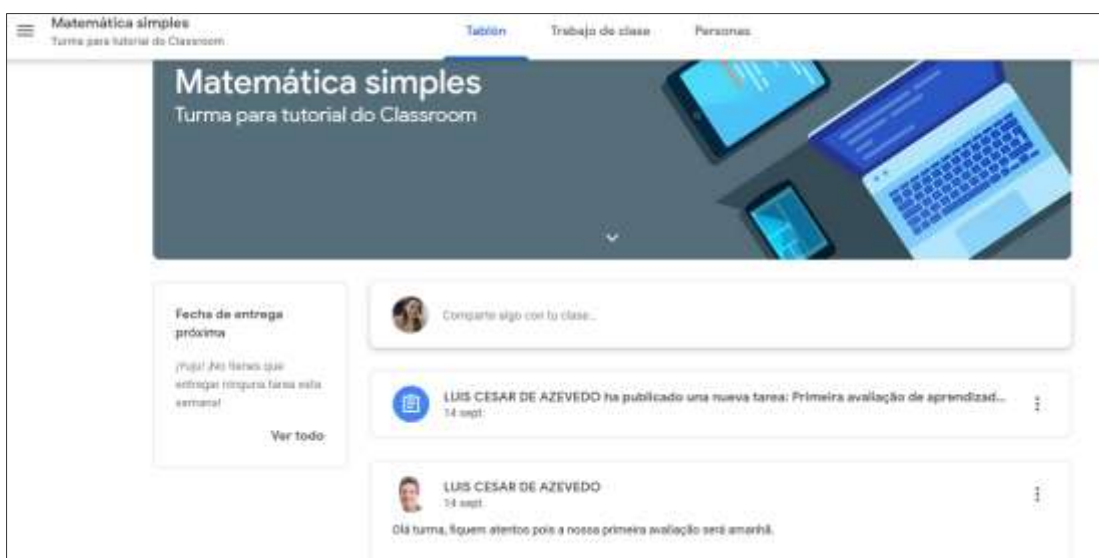 Matemática simples
Turma para tutorial do Classroom
Tablón
Trabajo de clase
Personas
Matemática simples
Turma para tutorial do Classroom
Fecha de entrega
próxima
¡Yuju! ¡No tienes que
entregar ninguna tarea esta
semana!
Ver todo
Comparte algo con tu clase...
LUIS CESAR DE AZEVEDO ha publicado una nueva tarea: Primeira avaliação de aprendizad...
14 sept.
LUIS CESAR DE AZEVEDO
14 sept.
Olá turma, fiquem atentos pois a nossa primeira avaliação será amanhã.